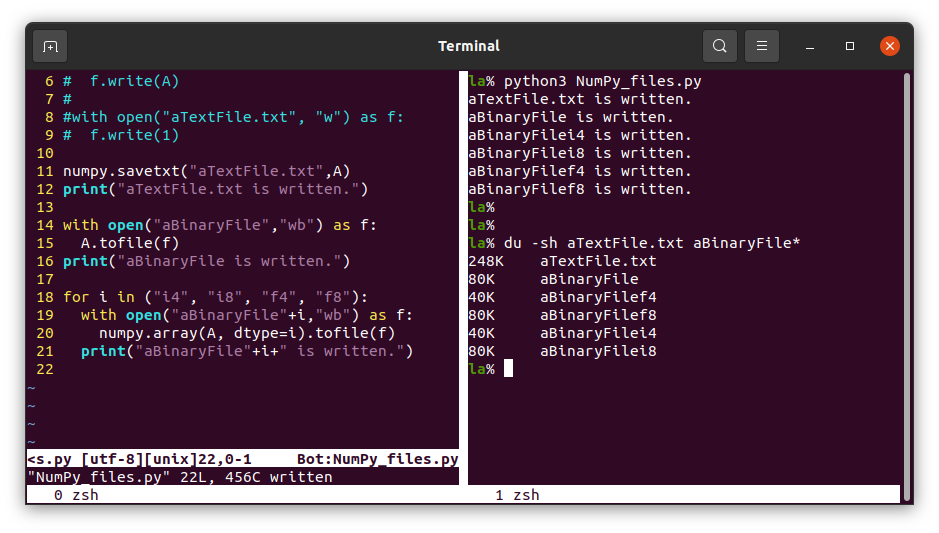 Terminal
6 #  f.write(A)
7 #
8 #with open("aTextFile.txt", "w") as f:
9 #  f.write(1)
10
11 numpy.savetxt("aTextFile.txt",A)
12 print("aTextFile.txt is written.")
13
14 with open("aBinaryFile","wb") as f:
15   A.tofile(f)
16 print("aBinaryFile is written.")
17
18 for i in ("i4", "i8", "f4", "f8"):
19   with open("aBinaryFile"+i,"wb") as f:
20     numpy.array(A, dtype=i).tofile(f)
21   print("aBinaryFile"+i+" is written.")
22
~
~
~
~
<s.py [utf-8][unix]22,0-1     Bot:NumPy_files.py
"NumPy_files.py" 22L, 456C written
0 zsh
la% python3 NumPy_files.py
aTextFile.txt is written.
aBinaryFile is written.
aBinaryFilei4 is written.
aBinaryFilei8 is written.
aBinaryFilef4 is written.
aBinaryFilef8 is written.
la%
la%
la% du -sh aTextFile.txt aBinaryFile*
248K    aTextFile.txt
80K     aBinaryFile
40K     aBinaryFilef4
80K     aBinaryFilef8
40K     aBinaryFilei4
80K     aBinaryFilei8
la%
1 zsh